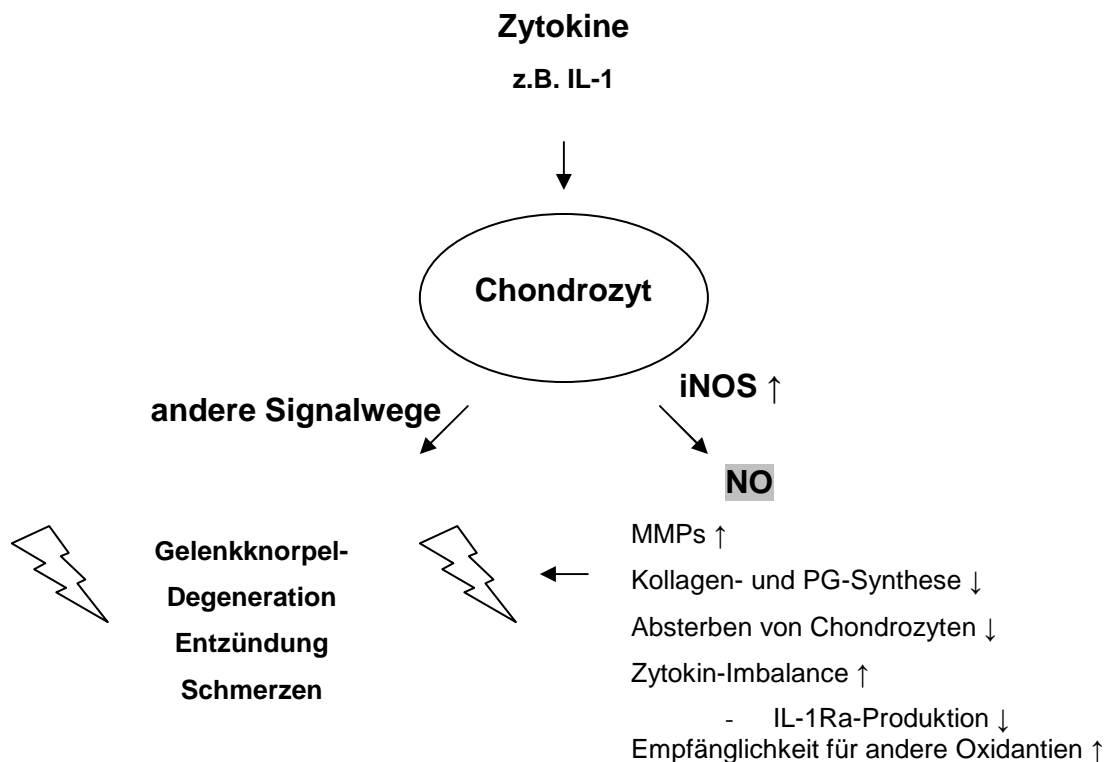 Zytokine
z.B. IL-1
Chondrozyt
iNOS ↑
andere Signalwege
NO
MMPs ↑
Kollagen- und PG-Synthese ↓
Absterben von Chondrozyten ↓
Zytokin-Imbalance ↑
- IL-1Ra-Produktion ↓
Empfänglichkeit für andere Oxidantien ↑
Gelenkknorpel-
Degeneration
Entzündung
Schmerzen